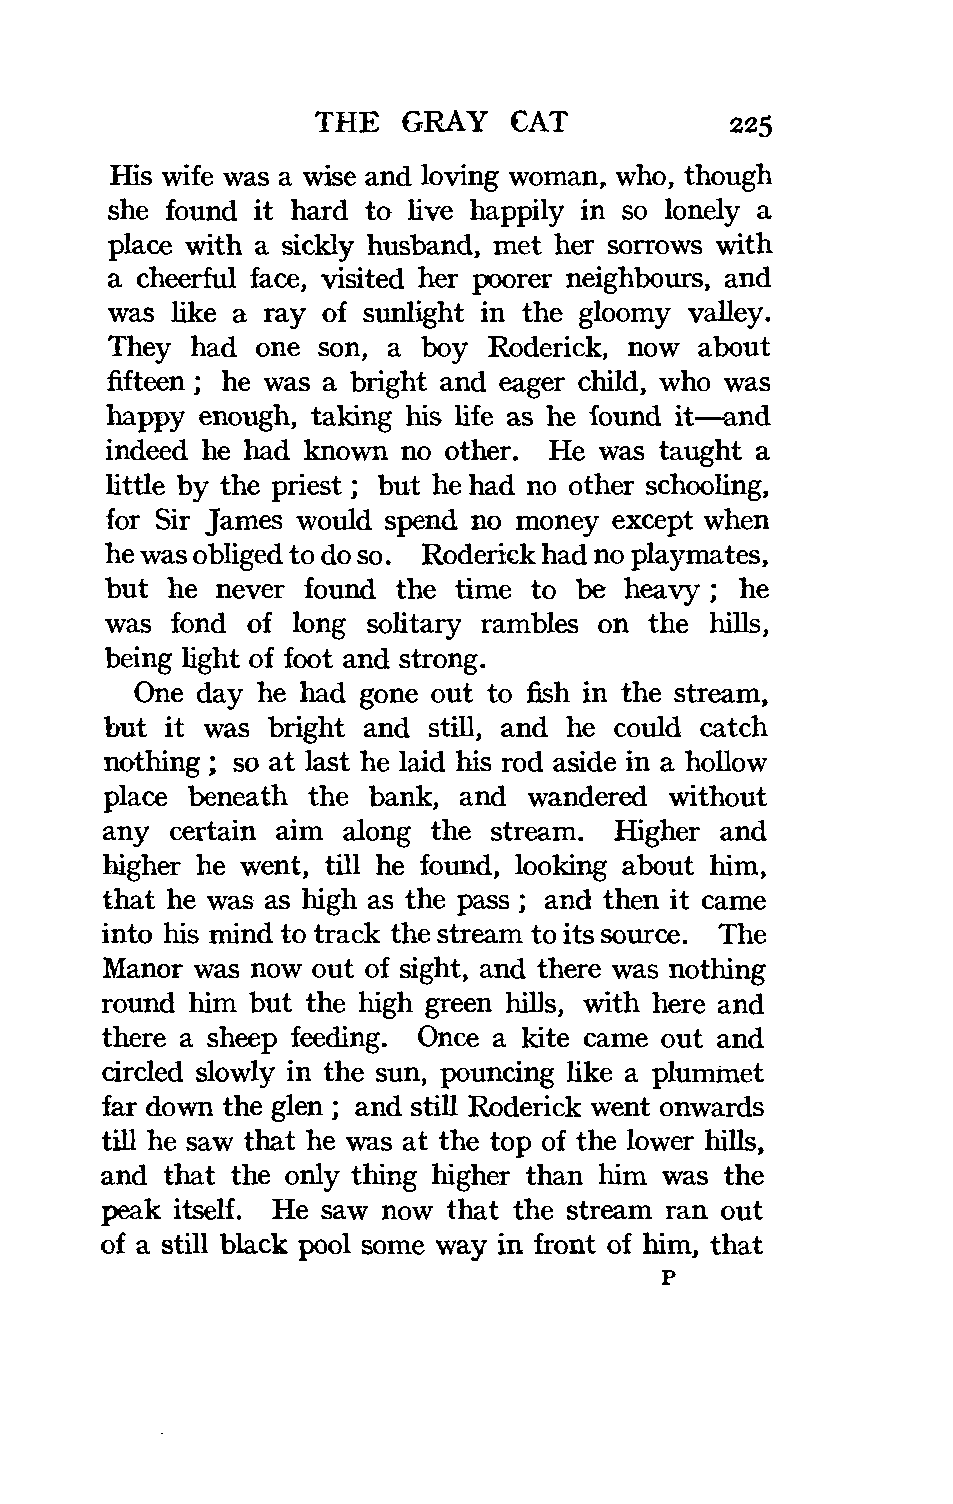 THE GRAY CAT 225
His wife was a wise and loving woman, who, though
she found it hard to live happily in so lonely a
place with a sickly husband, met her sorrows with
a cheerful face, visited her poorer neighbours, and
was like a ray of sunlight in the gloomy valley.
They had one son, a boy Roderick, now about
fifteen ; he was a bright and eager child, who was
happy enough, taking his life as he found it—and
indeed he had known no other. He was taught a
little by the priest ; but he had no other schooling,
for Sir James would spend no money except when
he was obliged to do so. Roderick had no playmates,
but he never found the time to be heavy ; he
was fond of long solitary rambles on the hills,
being light of foot and strong.
One day he had gone out to fish in the stream,
but it was bright and still, and he could catch
nothing ; so at last he laid his rod aside in a hollow
place beneath the bank, and wandered without
any certain aim along the stream. Higher and
higher he went, till he found, looking about him,
that he was as high as the pass ; and then it came
into his mind to track the stream to its source. The
Manor was now out of sight, and there was nothing
round him but the high green hills, with here and
there a sheep feeding. Once a kite came out and
circled slowly in the sun, pouncing like a plummet
far down the glen ; and still Roderick went onwards
till he saw that he was at the top of the lower hills,
and that the only thing higher than him was the
peak itself. He saw now that the stream ran out
of a still black pool some way in front of him, that
P